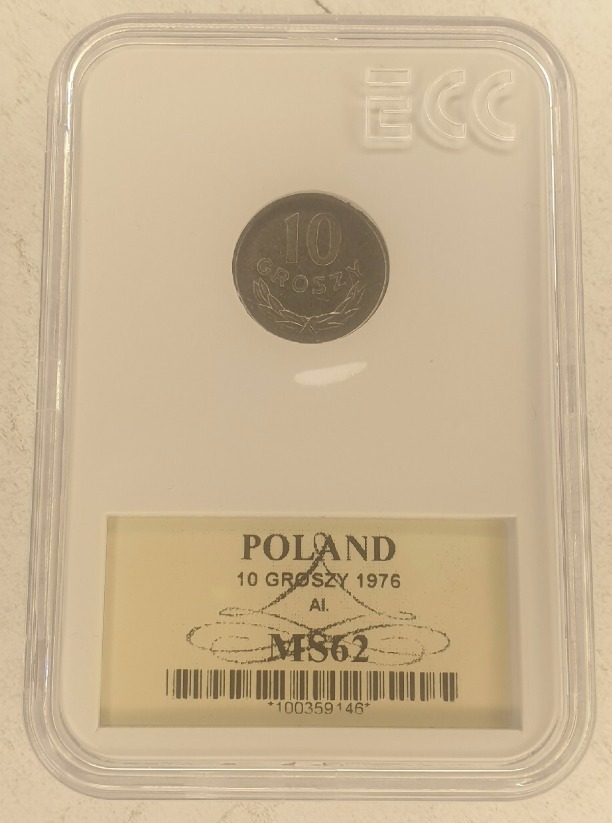 ECC
10
GROSZY
POLAND
10 GROSZY 1976
Al.
MS62
*100359146*